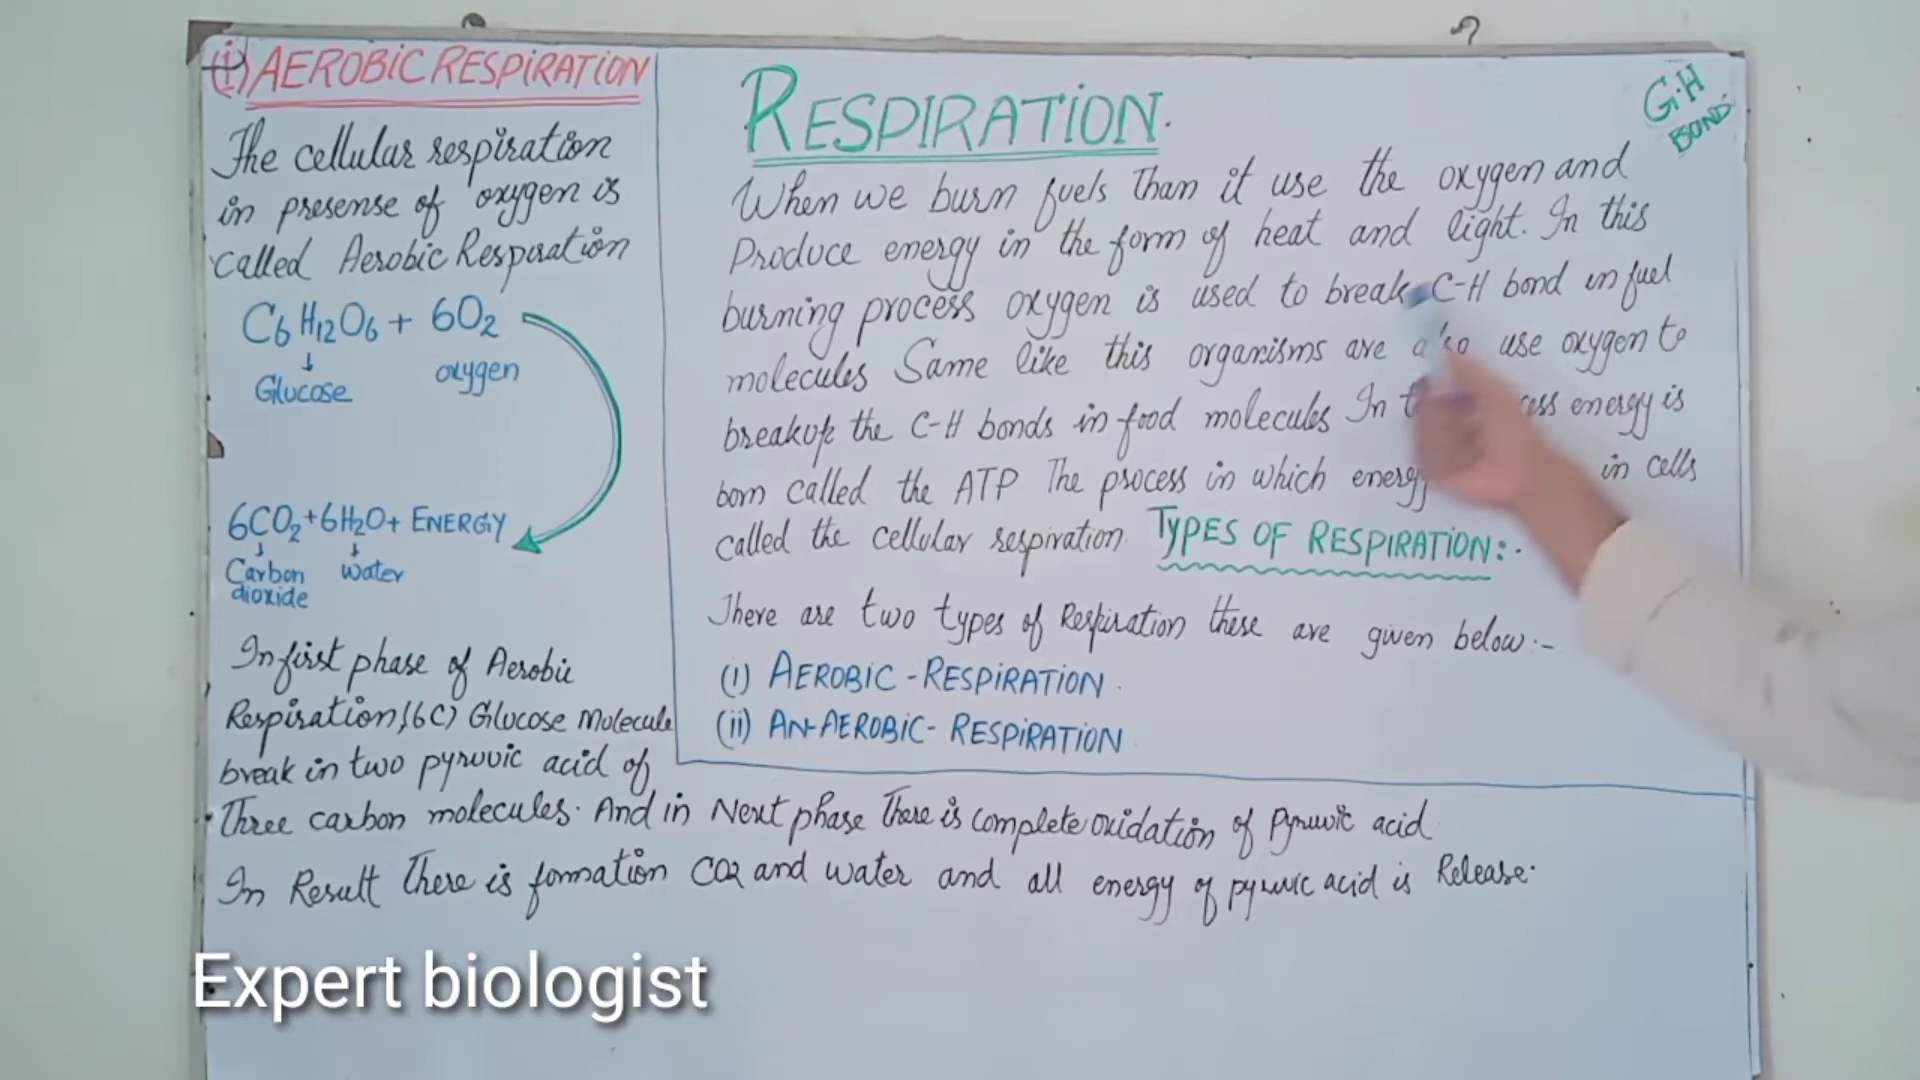 (i) AEROBIC RESPIRATION
The cellular respiration
in presense of oxygen is
called Aerobic Respiration
C6H12O6 + 6O2
↓
Glucose oxygen
6CO2+6H2O+ ENERGY
↓ ↓
Carbon water
dioxide
In first phase of Aerobic
Respiration, (6C) Glucose Molecule
break in two pyruvic acid of
Three carbon molecules. And in Next phase There is complete oxidation of pyruvic acid
In Result There is formation CO2 and water and all energy of pyruvic acid is Release.
RESPIRATION.
G.H
BOND
When we burn fuels Than it use the oxygen and
Produce energy in the form of heat and light. In this
burning process oxygen is used to break C-H bond in fuel
molecules Same like this organisms are also use oxygen to
breakup the C-H bonds in food molecules In energy is
born called the ATP The process in which energy in cells
called the cellular respiration. TYPES OF RESPIRATION:-
There are two types of Respiration these are given below:-
(i) AEROBIC-RESPIRATION.
(ii) AN-AEROBIC-RESPIRATION
Expert biologist